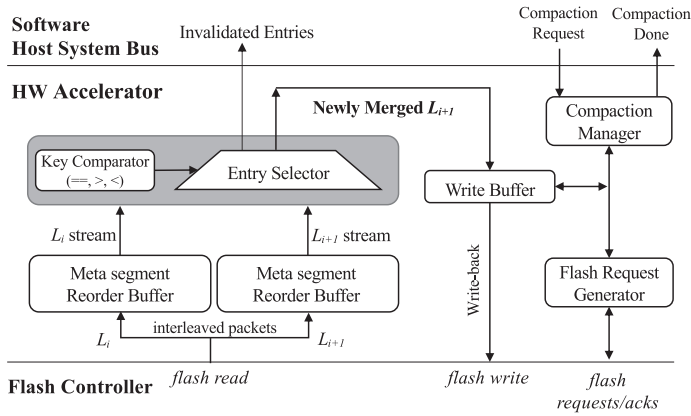 Software
Host System Bus
Invalidated Entries
Compaction
Request
Compaction
Done
HW Accelerator
Newly Merged Li+1
Compaction
Manager
Key Comparator
(==, >, <)
Entry Selector
Write Buffer
Li stream
Li+1 stream
Meta segment
Reorder Buffer
Meta segment
Reorder Buffer
Write-back
Flash Request
Generator
Li
interleaved packets
Li+1
Flash Controller
flash read
flash write
flash
requests/acks